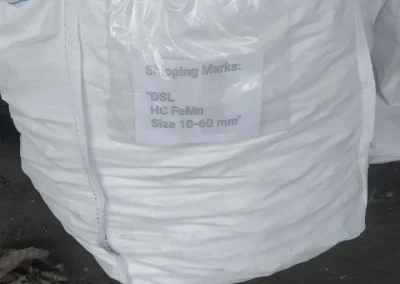 Shipping Marks:
"DSL
HC FeMn
Size 10-60 mm"